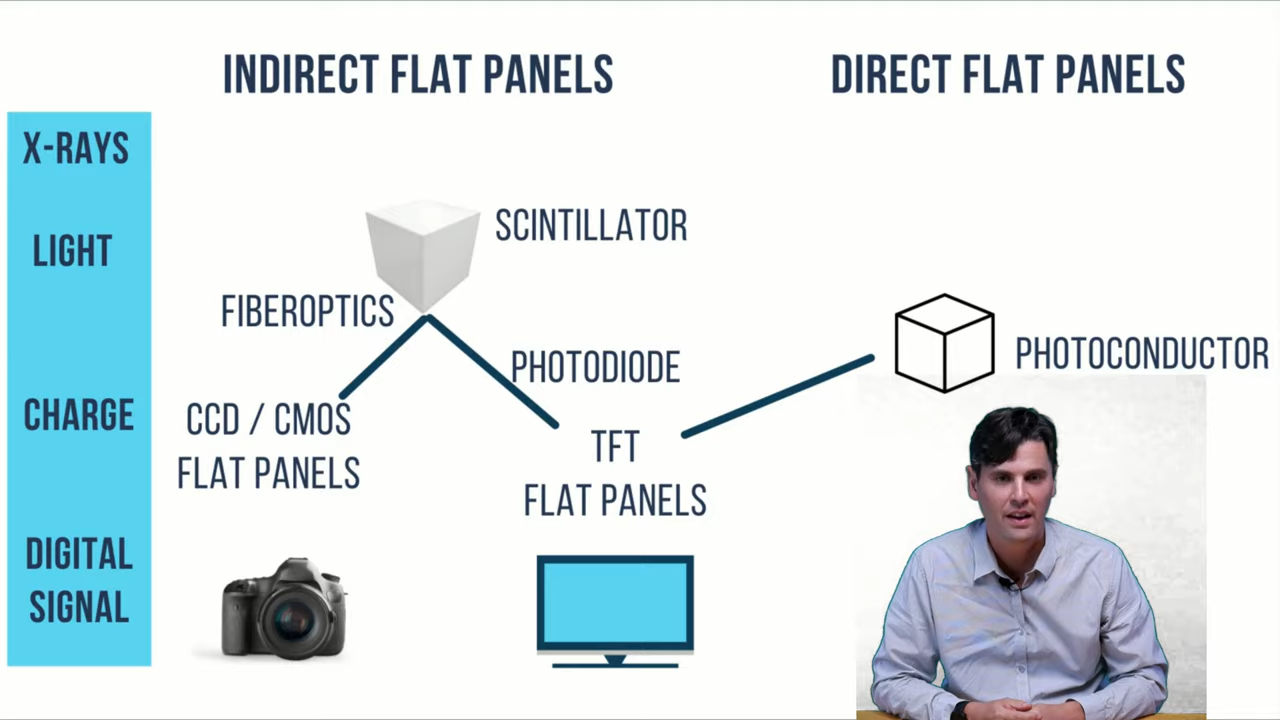 INDIRECT FLAT PANELS
DIRECT FLAT PANELS
X-RAYS
LIGHT
CHARGE
DIGITAL
SIGNAL
SCINTILLATOR
FIBEROPTICS
PHOTODIODE
CCD / CMOS
FLAT PANELS
TFT
FLAT PANELS
PHOTOCONDUCTOR